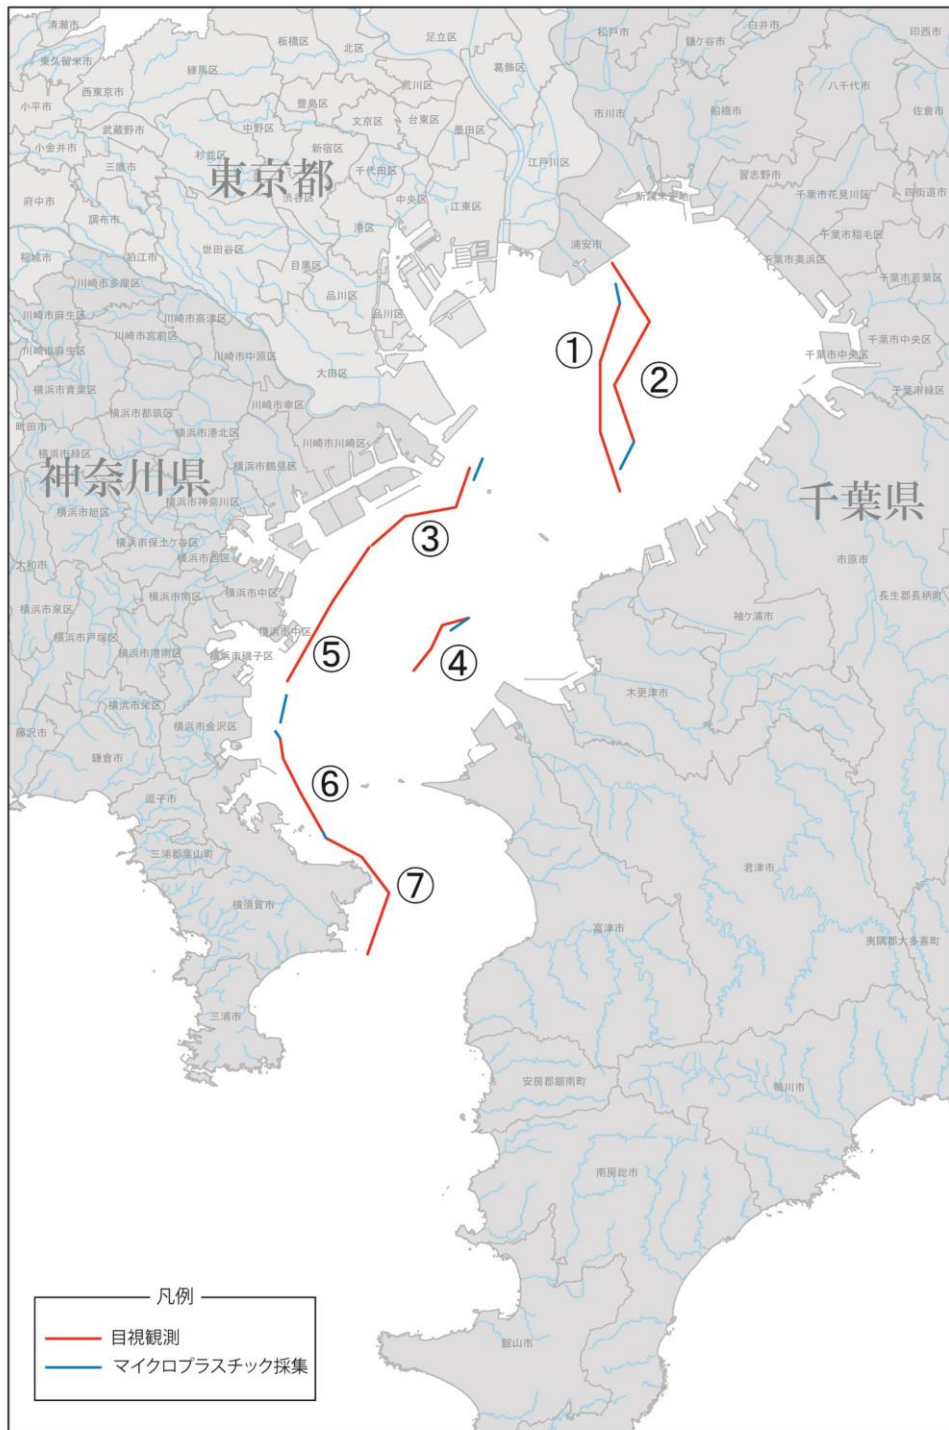 清瀬市
東久留米市
小平市
西東京市
小金井市
武蔵野市
三鷹市
府中市
調布市
稲城市
狛江市
練馬区
板橋区
北区
足立区
葛飾区
荒川区
豊島区
文京区
台東区
墨田区
中野区
杉並区
新宿区
千代田区
東京都
渋谷区
中央区
江東区
江戸川区
港区
世田谷区
目黒区
品川区
品川区
大田区
松戸市
鎌ケ谷市
白井市
印西市
市川市
船橋市
八千代市
佐倉市
習志野市
千葉市花見川区
四街道市
浦安市
千葉市稲毛区
千葉市美浜区
千葉市若葉区
千葉市中央区
千葉市中央区
千葉市緑区
川崎市多摩区
川崎市麻生区
川崎市高津区
川崎市宮前区
川崎市麻生区
川崎市中原区
横浜市青葉区
川崎市幸区
横浜市都筑区
町田市
横浜市港北区
川崎市川崎区
横浜市緑区
横浜市鶴見区
神奈川県
横浜市神奈川区
横浜市旭区
横浜市保土ケ谷区
横浜市西区
大和市
横浜市南区
横浜市中区
横浜市泉区
横浜市戸塚区
横浜市中区
横浜市港南区
横浜市磯子区
横浜市栄区
藤沢市
横浜市金沢区
鎌倉市
逗子市
三浦郡葉山町
横須賀市
三浦市
千葉県
市原市
長生郡長柄町
袖ケ浦市
木更津市
君津市
富津市
夷隅郡大多喜町
安房郡鋸南町
鴨川市
南房総市
館山市
①
②
③
④
⑤
⑥
⑦
凡例
目視観測
マイクロプラスチック採集